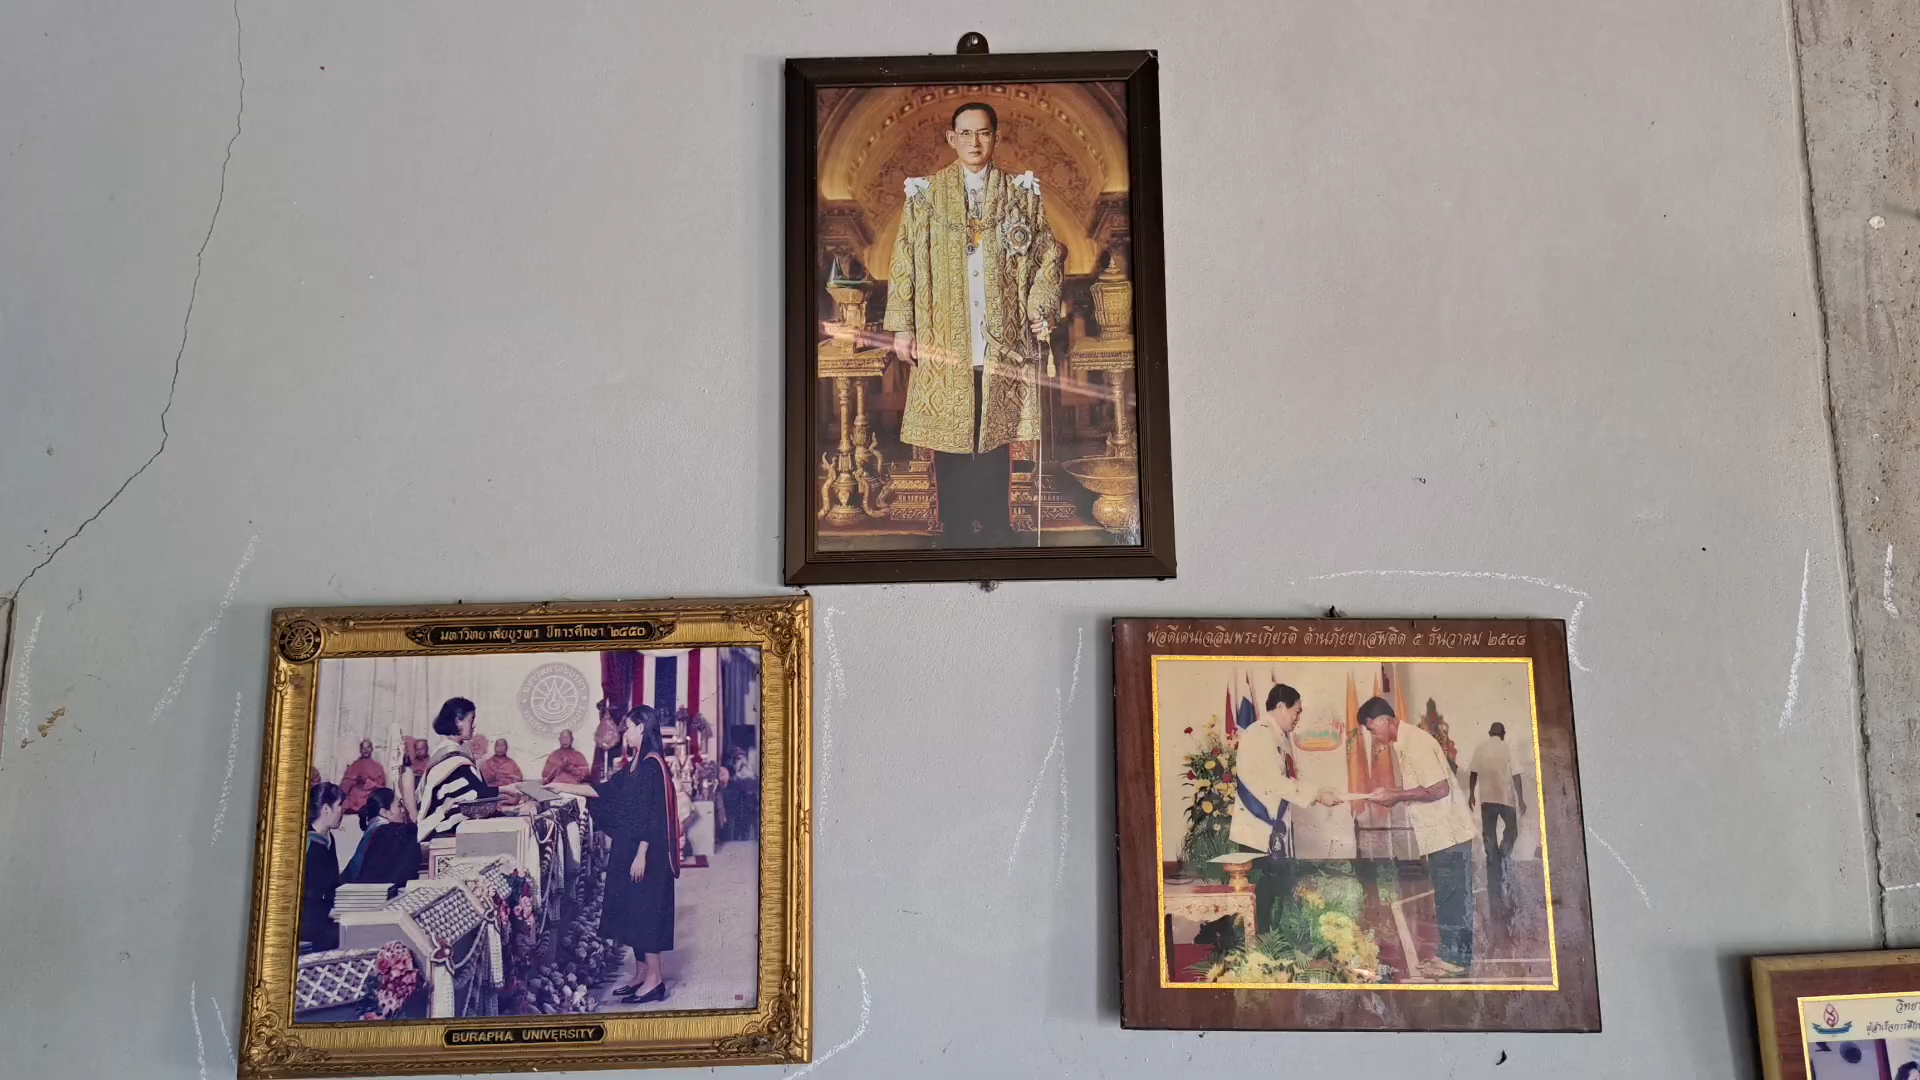 มหาวิทยาลัยบูรพา ปีการศึกษา ๒๕๕๐
BURAPHA UNIVERSITY
พ่อดีเด่นเฉลิมพระเกียรติ ด้านภัยยาเสพติด ๕ ธันวาคม ๒๕๔๘